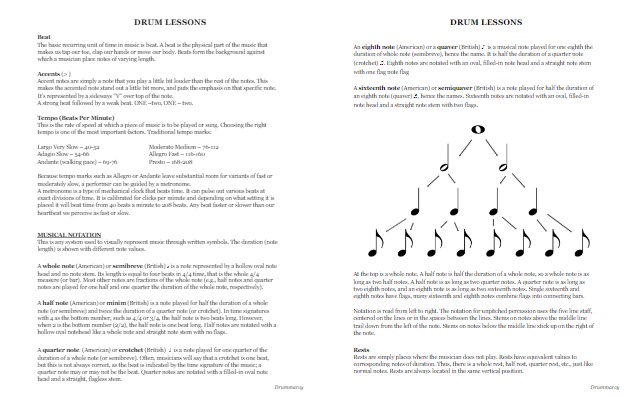 DRUM LESSONS
Beat
The basic recurring unit of time in music is beat. A beat is the physical part of the music that
makes us tap our toe, clap our hands or move our body. Beats form the background against
which a musician place notes of varying length.
Accents (>)
Accent notes are simply a note that you play a little bit louder than the rest of the notes. This
makes the accented note stand out a little bit more, and puts the emphasis on that specific note.
It's represented by a sideways "V" over top of the note.
A strong beat followed by a weak beat. ONE –two, ONE – two.
Tempo (Beats Per Minute)
This is the rate of speed at which a piece of music is to be played or sung. Choosing the right
tempo is one of the most important factors. Traditional tempo marks:
Largo Very Slow – 40-52 Moderato Medium – 76-112
Adagio Slow – 54-66 Allegro Fast – 116-160
Andante (walking pace) – 69-76 Presto – 168-208
Because tempo marks such as Allegro or Andante leave substantial room for variants of fast or
moderately slow, a performer can be guided by a metronome.
A metronome is a type of mechanical clock that beats time. It can pulse out various beats at
exact divisions of time. It is calibrated for clicks per minute and depending on what setting it is
placed it will beat time from 40 beats a minute to 208 beats. Any beat faster or slower than our
heartbeat we perceive as fast or slow.
MUSICAL NOTATION
This is any system used to visually represent music through written symbols. The duration (note
length) is shown with different note values.
A whole note (American) or semibreve (British) is a note represented by a hollow oval note head
and no note stem. Its length is equal to four beats in 4/4 time, that is the whole 4/4
measure (or bar). Most other notes are fractions of the whole note (e.g., half notes and quarter
notes are played for one half and one quarter the duration of the whole note, respectively).
A half note (American) or minim (British) is a note played for half the duration of a whole
note (or semibreve) and twice the duration of a quarter note (or crotchet). In time signatures
with 4 as the bottom number, such as 4/4 or 3/4, the half note is two beats long. However,
when 2 is the bottom number (2/2), the half note is one beat long. Half notes are notated with a
hollow notehead like a whole note and straight note stem with no flags.
A quarter note (American) or crotchet (British) ♩ is a note played for one quarter of the
duration of a whole note (or semibreve). Often, musicians will say that a crotchet is one beat,
but this is not always correct, as the beat is indicated by the time signature of the music; a
quarter note may or may not be the beat. Quarter notes are notated with a filled-in oval note
head and a straight, flagless stem.
Drummercy
DRUM LESSONS
An eighth note (American) or a quaver (British) ♪ is a musical note played for one eighth the
duration of whole note (semibreve), hence the name. It is half of the duration of a quarter note
(crotchet) ♫. Eighth notes are notated with an oval, filled-in note head and a straight note stem
with one flag note flag
A sixteenth note (American) or semiquaver (British) is a note played for half the duration of
an eighth note (quaver), hence the names. Sixteenth notes are notated with an oval, filled-in
note head and a straight note stem with two flags.
At the top is a whole note. A half note is half the duration of a whole note, so a whole note is as
long as two half notes. A half note is as long as two quarter notes. A quarter note is as long as
two eighth notes, and an eighth note is as long as two sixteenth notes. Single sixteenth and
eighth notes have flags, many sixteenth and eighth notes combine flags into connecting bars.
Notation is read from left to right. The notation for unpitched percussion uses the five line staff,
centered on the lines or in the spaces between the lines. Stems on notes above the middle line
trail down from the left of the note. Stems on notes below the middle line stick up on the right of
the note.
Rests
Rests are simply places where the musician does not play. Rests have equivalent values to
corresponding notes of duration. Thus, there is a whole rest, half rest, quarter rest, etc., just like
normal notes. Rests are always located in the same vertical position.
Drummercy